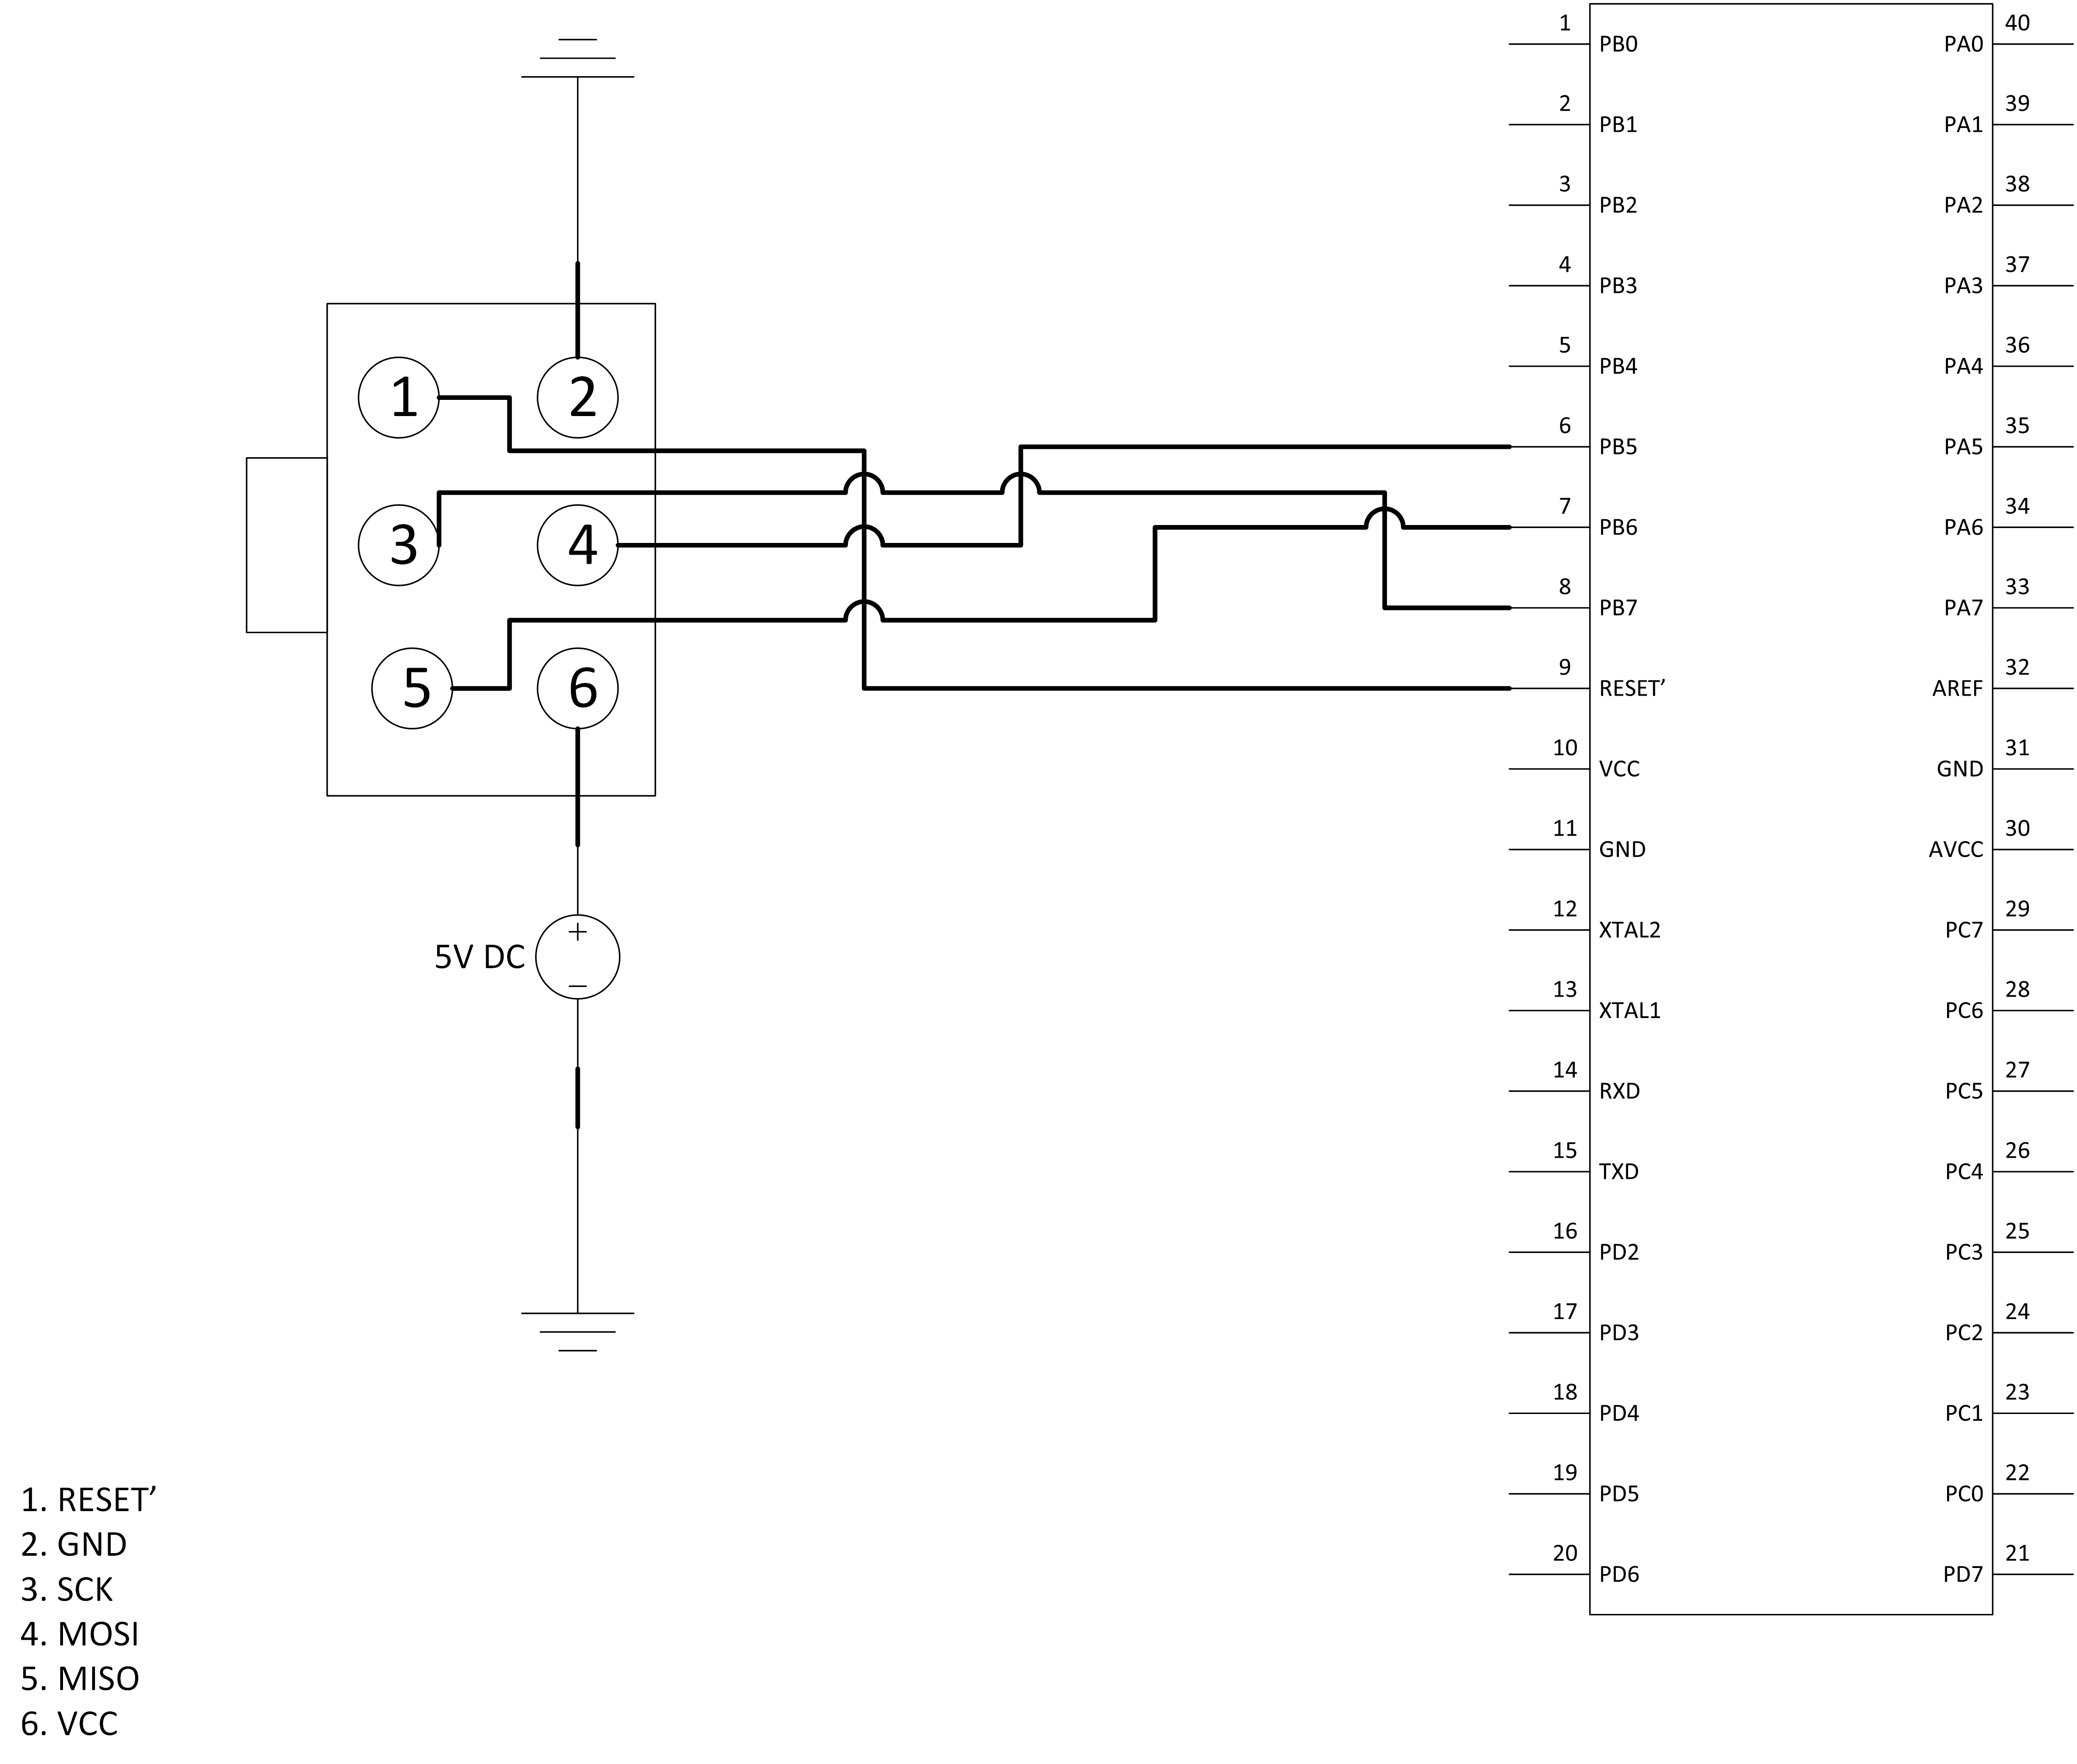 1
2
3
4
5
6
5V DC
1. RESET’
2. GND
3. SCK
4. MOSI
5. MISO
6. VCC
1 PB0 PA0 40
2 PB1 PA1 39
3 PB2 PA2 38
4 PB3 PA3 37
5 PB4 PA4 36
6 PB5 PA5 35
7 PB6 PA6 34
8 PB7 PA7 33
9 RESET’ AREF 32
10 VCC GND 31
11 GND AVCC 30
12 XTAL2 PC7 29
13 XTAL1 PC6 28
14 RXD PC5 27
15 TXD PC4 26
16 PD2 PC3 25
17 PD3 PC2 24
18 PD4 PC1 23
19 PD5 PC0 22
20 PD6 PD7 21